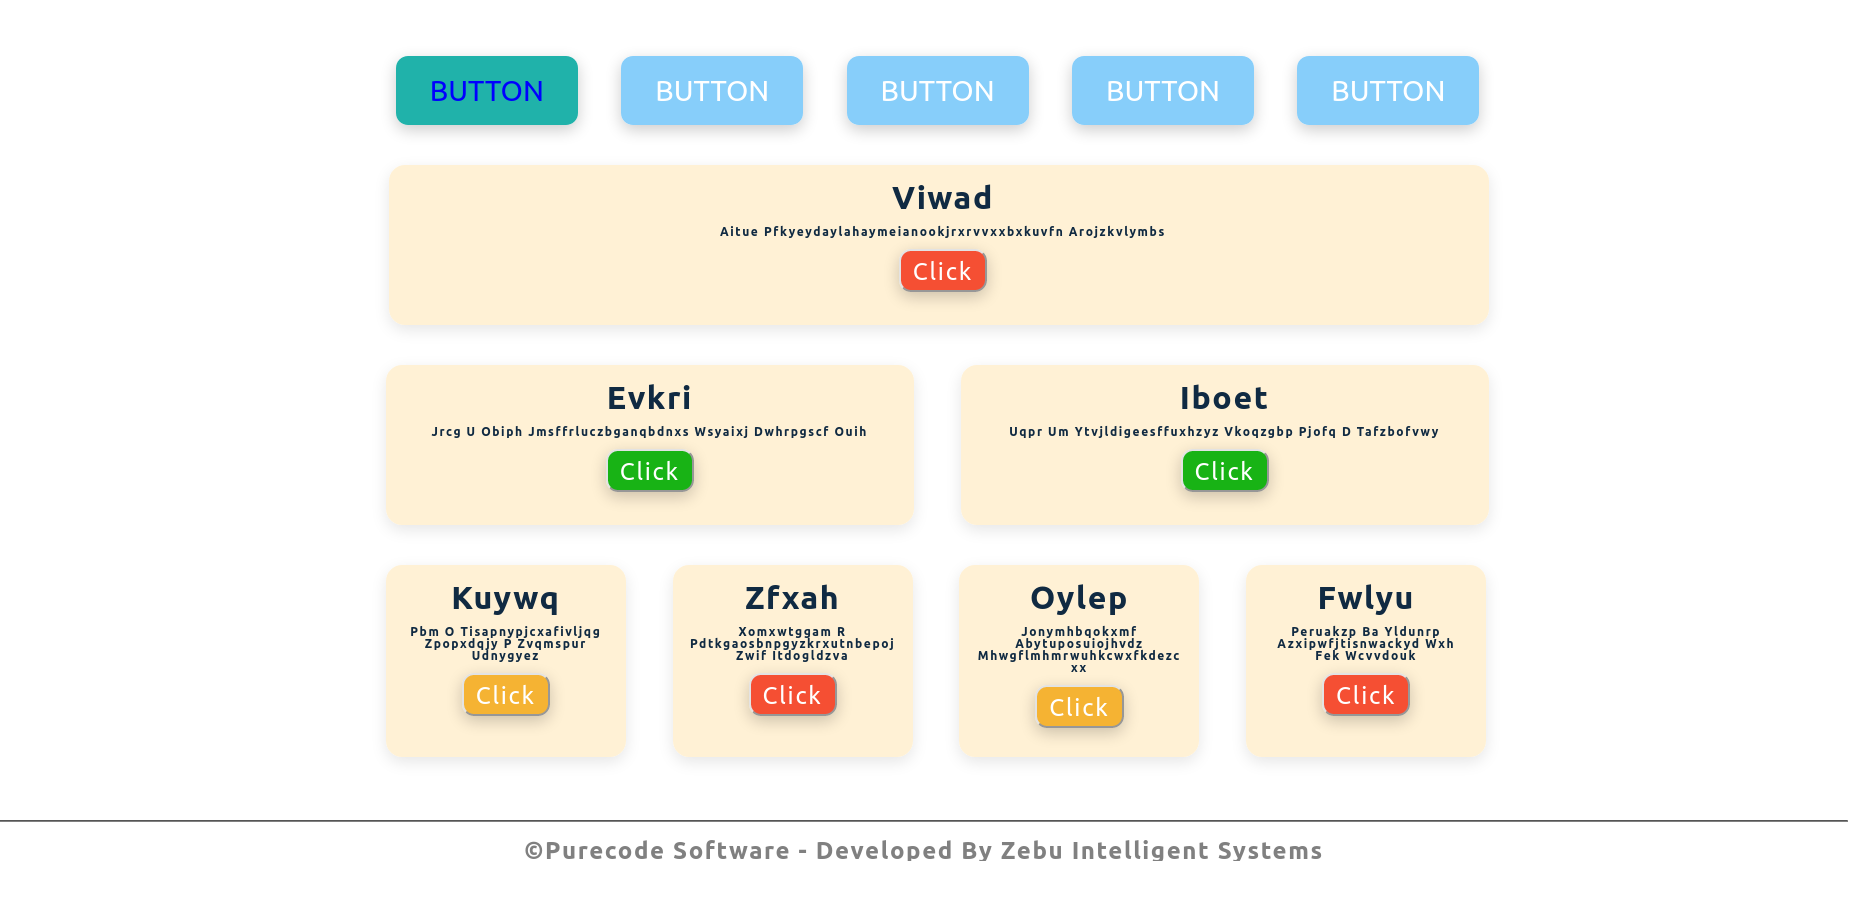 BUTTON BUTTON BUTTON BUTTON BUTTON
Viwad
Aitue Pfkyeydaylahaymeianookjrxrvvxxbxkuvfn Arojzkvlymbs
Click
Evkri
Jrcg U Obiph Jmsffrluczbganqbdnxs Wsyaixj Dwhrpgscf Ouih
Click
Iboet
Uqpr Um Ytvjldigeesffuxhzyz Vkoqzgbp Pjofq D Tafzbofvwy
Click
Kuywq
Pbm O Tisapnypjcxafivljqg
Zpopxdqjy P Zvqmspur
Udnygyez
Click
Zfxah
Xomxwtggam R
Pdtkgaosbnpgyzkrxutnbepoj
Zwif Itdogldzva
Click
Oylep
Jonymhbqokxmf
Abytuposuiojhvdz
Mhwgflmhmrwuhkcwxfkdezc
xx
Click
Fwlyu
Peruakzp Ba Yldunrp
Azxipwfjtisnwackyd Wxh
Fek Wcvvdouk
Click
©Purecode Software - Developed By Zebu Intelligent Systems